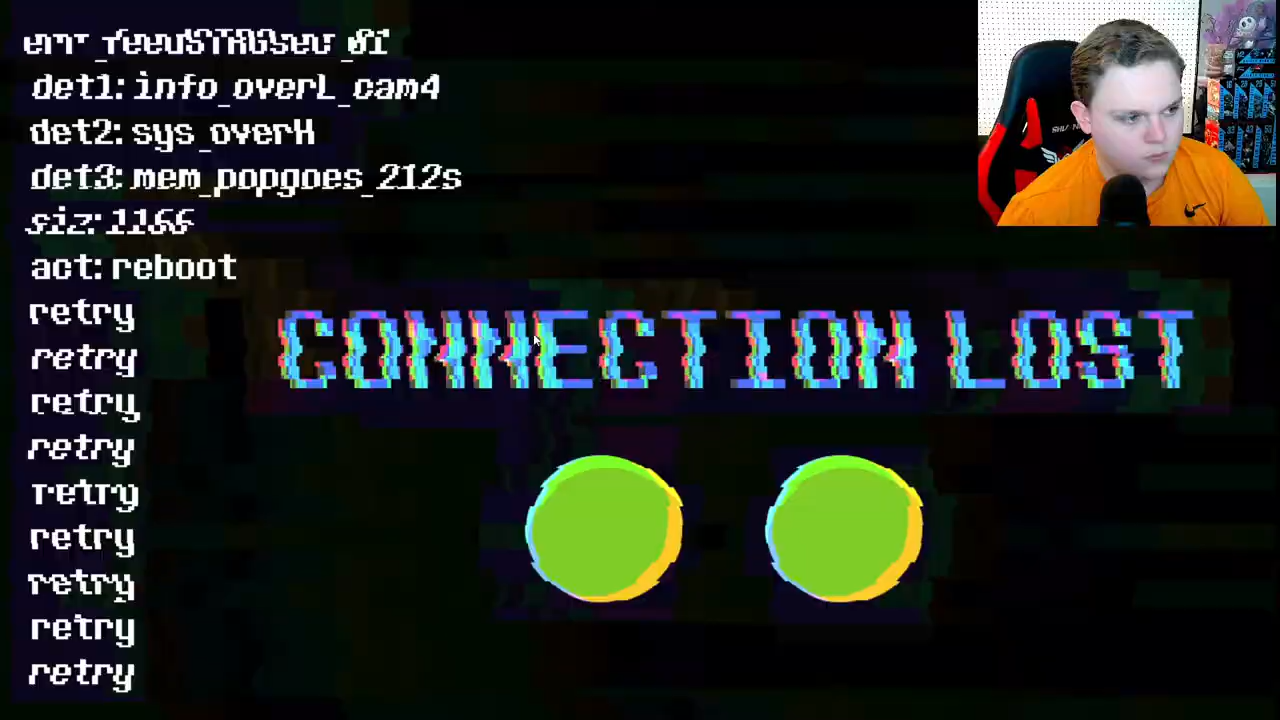 det1: info_overL_cam4
det2: sys_overH
det3: mem_popgoes_212s
siz: 1166
act: reboot
retry
retry
retry
retry
retry
retry
retry
retry
retry
CONNECTION LOST